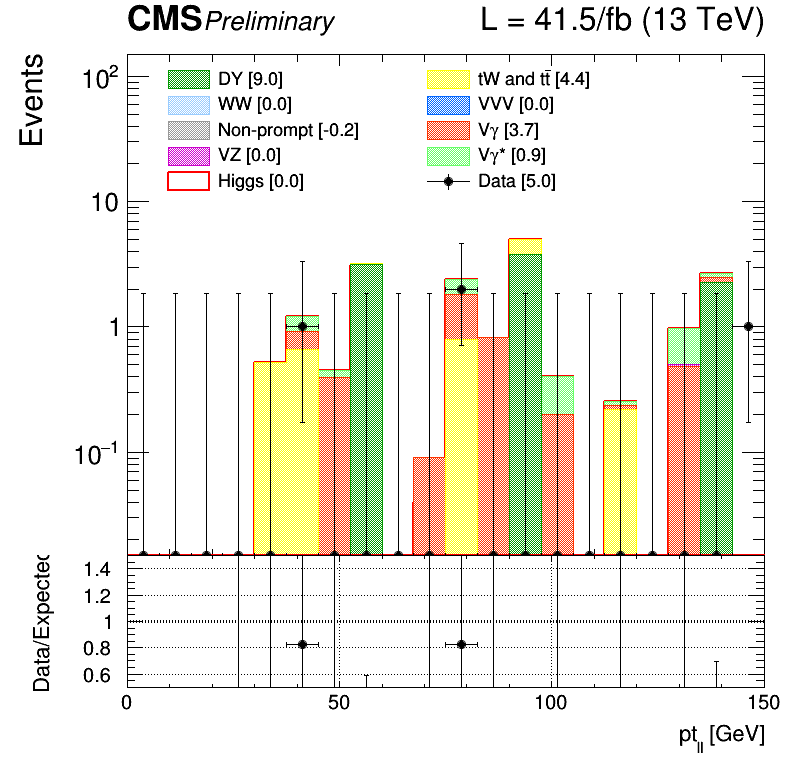 CMS Preliminary L = 41.5/fb (13 TeV)
Events
10²
10
1
10⁻¹
DY [9.0]
WW [0.0]
Non-prompt [-0.2]
VZ [0.0]
Higgs [0.0]
tW and tt̄ [4.4]
VVV [0.0]
Vγ [3.7]
Vγ* [0.9]
Data [5.0]
Data/Expected
1.4
1.2
1
0.8
0.6
0 50 100 150
pt_ll [GeV]